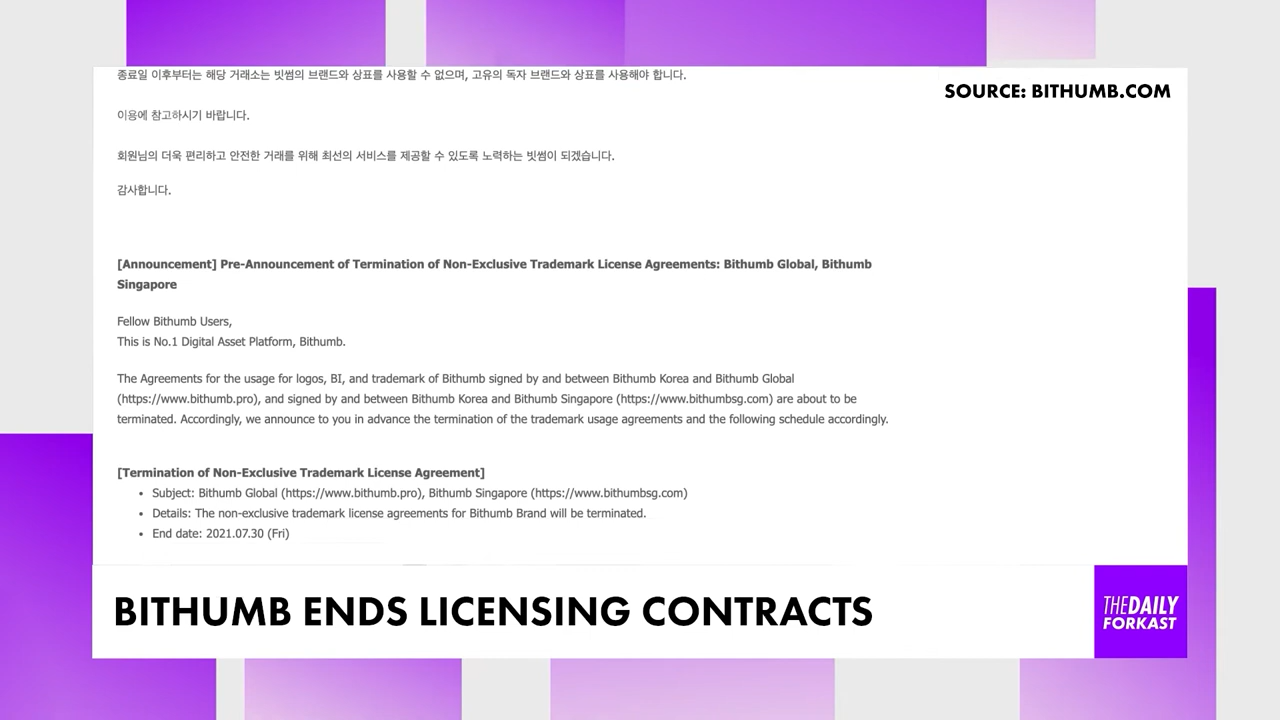 종료일 이후부터는 해당 거래소는 빗썸의 브랜드와 상표를 사용할 수 없으며, 고유의 독자 브랜드와 상표를 사용해야 합니다.
SOURCE: BITHUMB.COM
이용에 참고하시기 바랍니다.
회원님의 더욱 편리하고 안전한 거래를 위해 최선의 서비스를 제공할 수 있도록 노력하는 빗썸이 되겠습니다.
감사합니다.
[Announcement] Pre-Announcement of Termination of Non-Exclusive Trademark License Agreements: Bithumb Global, Bithumb
Singapore
Fellow Bithumb Users,
This is No.1 Digital Asset Platform, Bithumb.
The Agreements for the usage for logos, BI, and trademark of Bithumb signed by and between Bithumb Korea and Bithumb Global
(https://www.bithumb.pro), and signed by and between Bithumb Korea and Bithumb Singapore (https://www.bithumbsg.com) are about to be
terminated. Accordingly, we announce to you in advance the termination of the trademark usage agreements and the following schedule accordingly.
[Termination of Non-Exclusive Trademark License Agreement]
• Subject: Bithumb Global (https://www.bithumb.pro), Bithumb Singapore (https://www.bithumbsg.com)
• Details: The non-exclusive trademark license agreements for Bithumb Brand will be terminated.
• End date: 2021.07.30 (Fri)
BITHUMB ENDS LICENSING CONTRACTS
THEDAILY
FORKAST